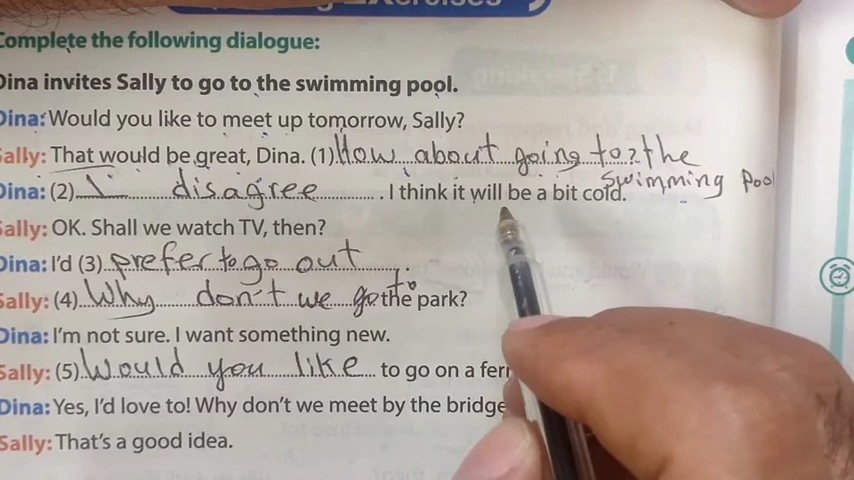 Exercises
Complete the following dialogue:
Dina invites Sally to go to the swimming pool.
Dina: Would you like to meet up tomorrow, Sally?
Sally: That would be great, Dina. (1) How about going to? the
swimming pool
Dina: (2) I disagree . I think it will be a bit cold.
Sally: OK. Shall we watch TV, then?
Dina: I'd (3) prefer to go out .
Sally: (4) Why don't we go to the park?
Dina: I'm not sure. I want something new.
Sally: (5) Would you like to go on a
Dina: Yes, I'd love to! Why don't we meet by the bridge
Sally: That's a good idea.